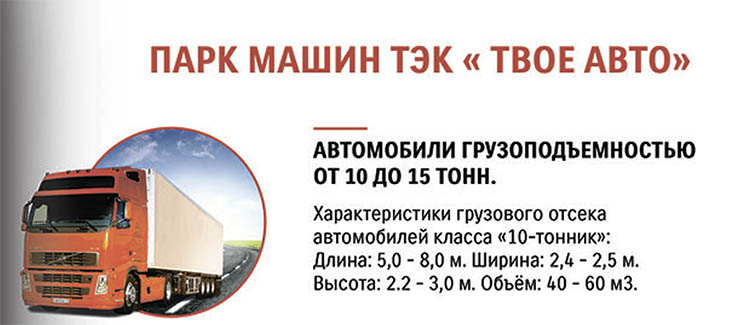 ПАРК МАШИН ТЭК « ТВОЕ АВТО»
АВТОМОБИЛИ ГРУЗОПОДЪЕМНОСТЬЮ
ОТ 10 ДО 15 ТОНН.
Характеристики грузового отсека
автомобилей класса «10-тонник»:
Длина: 5,0 - 8,0 м. Ширина: 2,4 - 2,5 м.
Высота: 2.2 - 3,0 м. Объём: 40 - 60 м3.